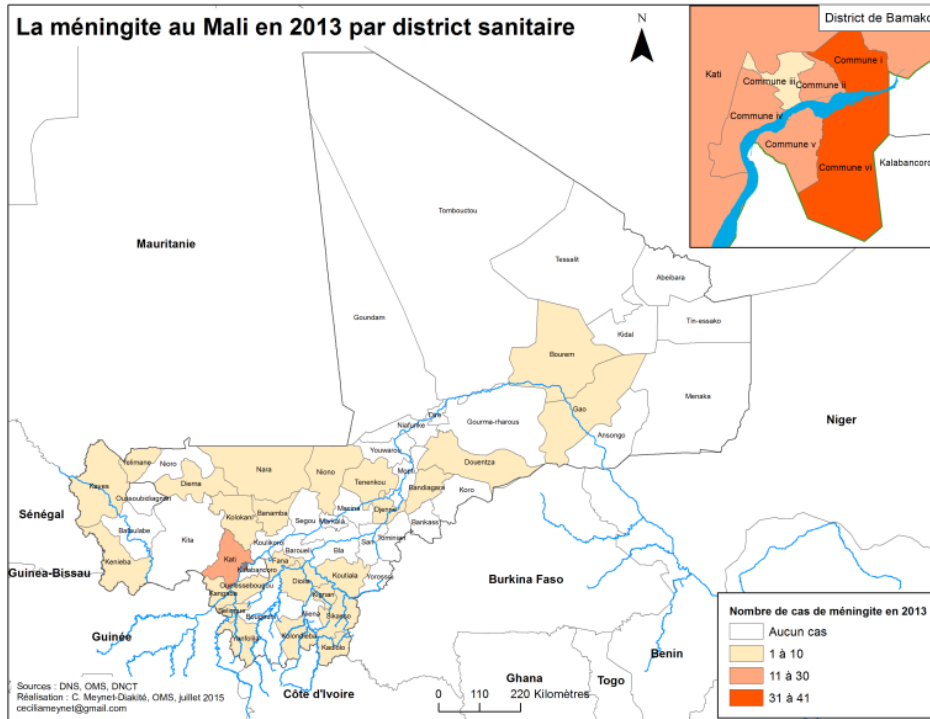 La méningite au Mali en 2013 par district sanitaire
N
District de Bamako
Commune i
Kati
Commune iii
Commune ii
Commune iv
Commune v
Commune vi
Kalabancoro
Tomboustou
Mauritanie
Tessalit
Abeibara
Goundam
Tin-essako
Kidal
Bourem
Menaka
Gao
Dire
Gourma-rharous
Niafunke
Niger
Ansongo
Youwarou
Yelimane
Nioro
Nara
Niono
Mopti
Douentza
Diema
Tenenkou
Kayes
Bandiagara
Koro
Oussoubidiagnan
Macina
Djenne
Kolokani
Banamba
Segou
Markala
Bankass
Sénégal
Bafoulabe
Kita
Koulikoro
San
Tominian
Kati
Baroueli
Bla
Kenieba
Kalabancoro
Fana
Guinea-Bissau
Ouelessebougou
Dioila
Koutiala
Yorosso
Burkina Faso
Kangaba
Kignan
Selingue
Bougouni
Niena
Sikasso
Guinée
Yanfolila
Kolondieba
Kadiolo
Nombre de cas de méningite en 2013
Aucun cas
1 à 10
11 à 30
31 à 41
Bénin
Ghana
Togo
Côte d'Ivoire
Sources : DNS, OMS, DNCT
Réalisation : C. Meynet-Diakité, OMS, juillet 2015
ceciliameynet@gmail.com
0 110 220 Kilomètres